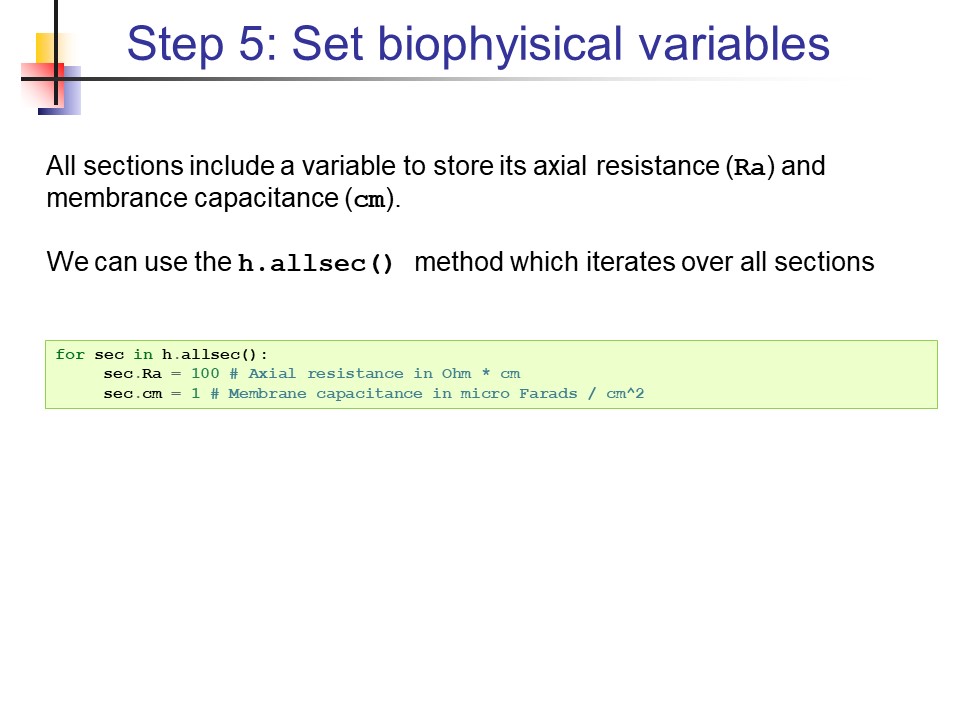 Step 5: Set biophyisical variables
All sections include a variable to store its axial resistance (Ra) and
membrance capacitance (cm).
We can use the h.allsec() method which iterates over all sections
for sec in h.allsec():
sec.Ra = 100 # Axial resistance in Ohm * cm
sec.cm = 1 # Membrane capacitance in micro Farads / cm^2